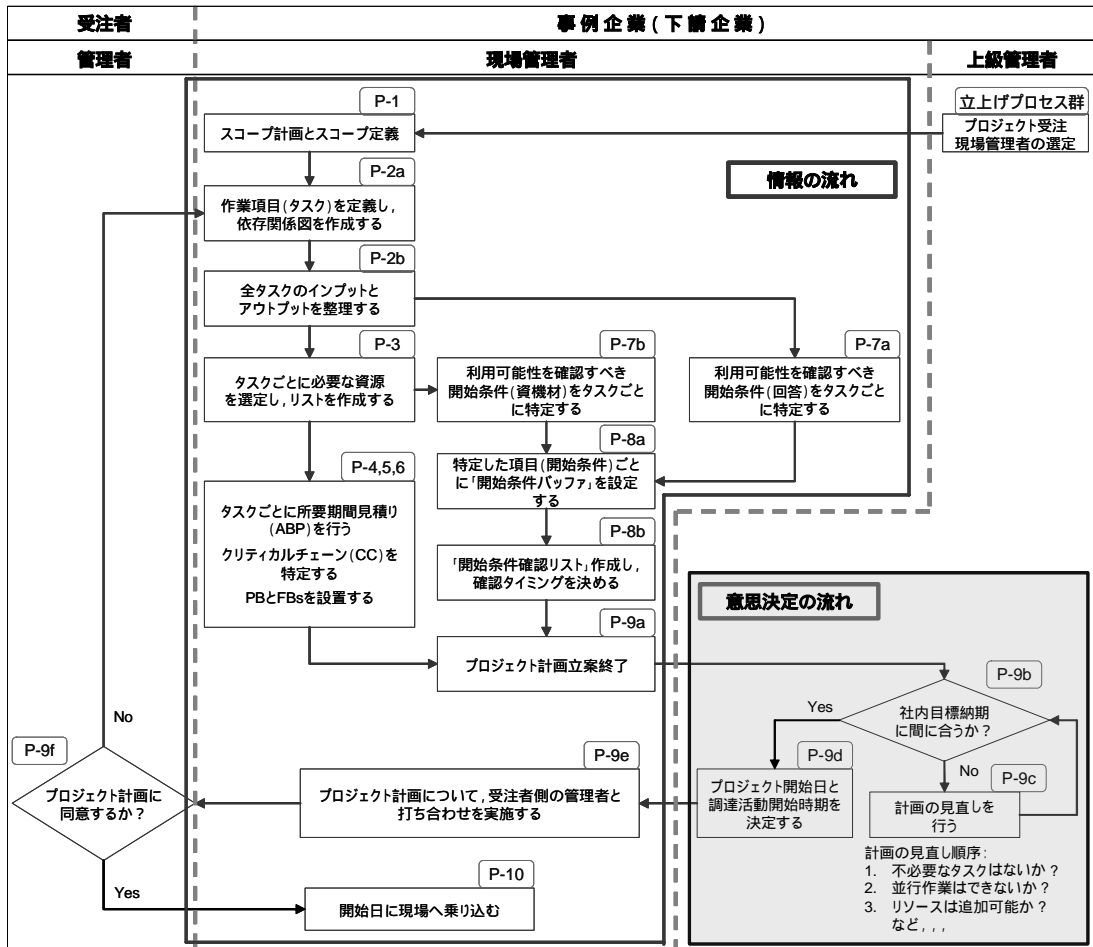 受注者
事 例 企 業 ( 下 請 企 業 )
管理者
現場管理者
上級管理者
P-1
スコープ計画とスコープ定義
立上げプロセス群
プロジェクト受注
現場管理者の選定
情報の流れ
P-2a
作業項目(タスク)を定義し,
依存関係図を作成する
P-2b
全タスクのインプットと
アウトプットを整理する
P-3
タスクごとに必要な資源
を選定し,リストを作成する
P-7b
利用可能性を確認すべき
開始条件(資機材)をタスクごと
に特定する
P-7a
利用可能性を確認すべき
開始条件(回答)をタスクごと
に特定する
P-4,5,6
タスクごとに所要期間見積り
(ABP)を行う
クリティカルチェーン(CC)を
特定する
PBとFBsを設置する
P-8a
特定した項目(開始条件)ごと
に「開始条件バッファ」を設定
する
P-8b
「開始条件確認リスト」作成し,
確認タイミングを決める
P-9a
プロジェクト計画立案終了
意思決定の流れ
P-9b
社内目標納期
に間に合うか?
Yes
No
P-9d
プロジェクト開始日と
調達活動開始時期を
決定する
P-9c
計画の見直しを
行う
計画の見直し順序:
1. 不必要なタスクはないか?
2. 並行作業はできないか?
3. リソースは追加可能か?
など, , ,
P-9e
プロジェクト計画について,受注者側の管理者と
打ち合わせを実施する
No
P-9f
プロジェクト計画に
同意するか?
Yes
P-10
開始日に現場へ乗り込む